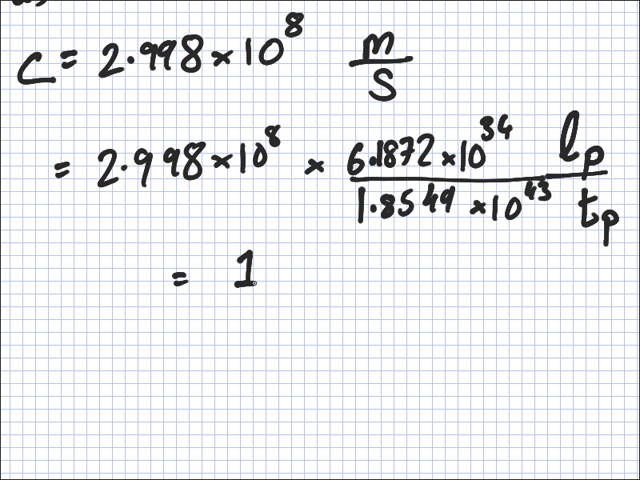 C = 2.998 × 10^8 m/s
= 2.998 × 10^8 × 6.1872 × 10^34 / 1.8549 × 10^43 lp/tp
= 1